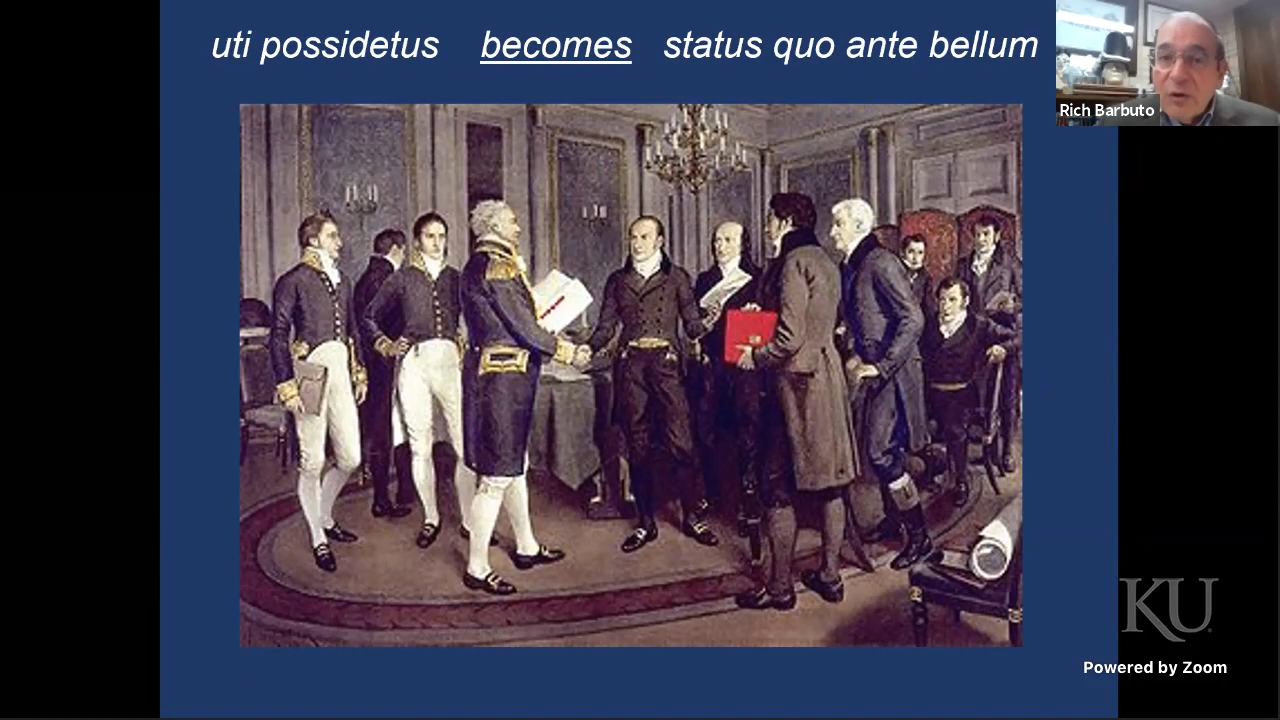 uti possidetus becomes status quo ante bellum
Rich Barbuto
KU
Powered by Zoom